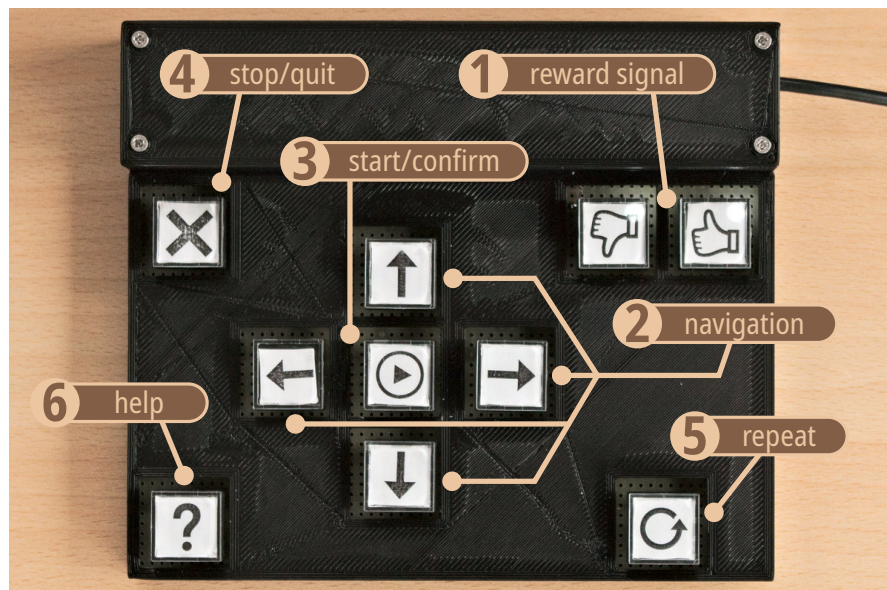 4 stop/quit
1 reward signal
3 start/confirm
2 navigation
6 help
5 repeat
?